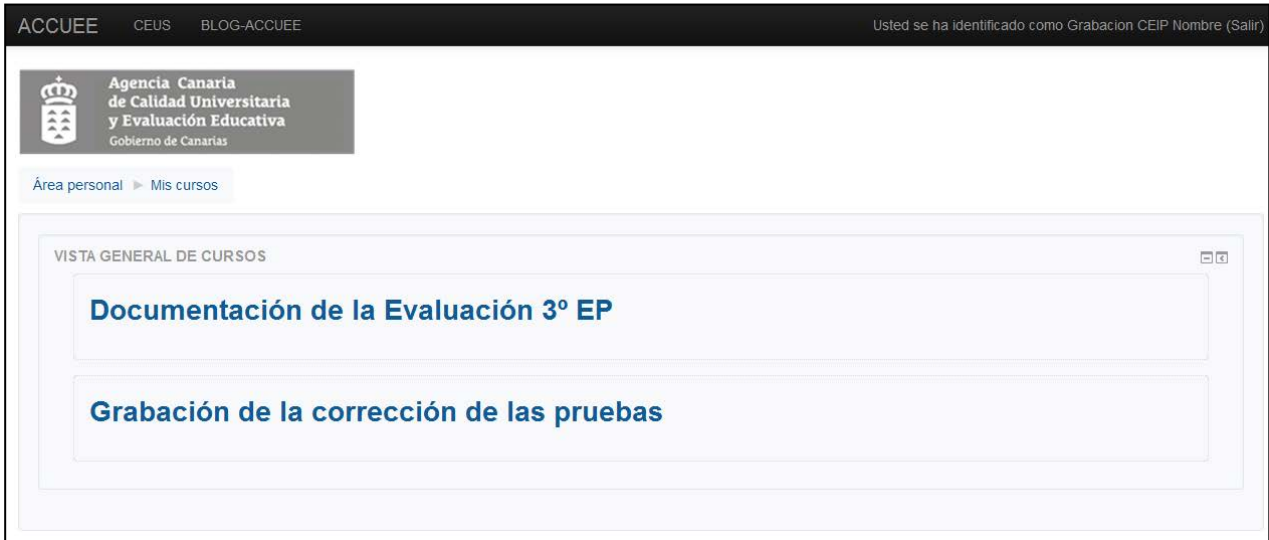 ACCUEE CEUS BLOG-ACCUEE Usted se ha identificado como Grabacion CEIP Nombre (Salir)
Agencia Canaria
de Calidad Universitaria
y Evaluación Educativa
Gobierno de Canarias
Área personal ► Mis cursos
VISTA GENERAL DE CURSOS
Documentación de la Evaluación 3º EP
Grabación de la corrección de las pruebas